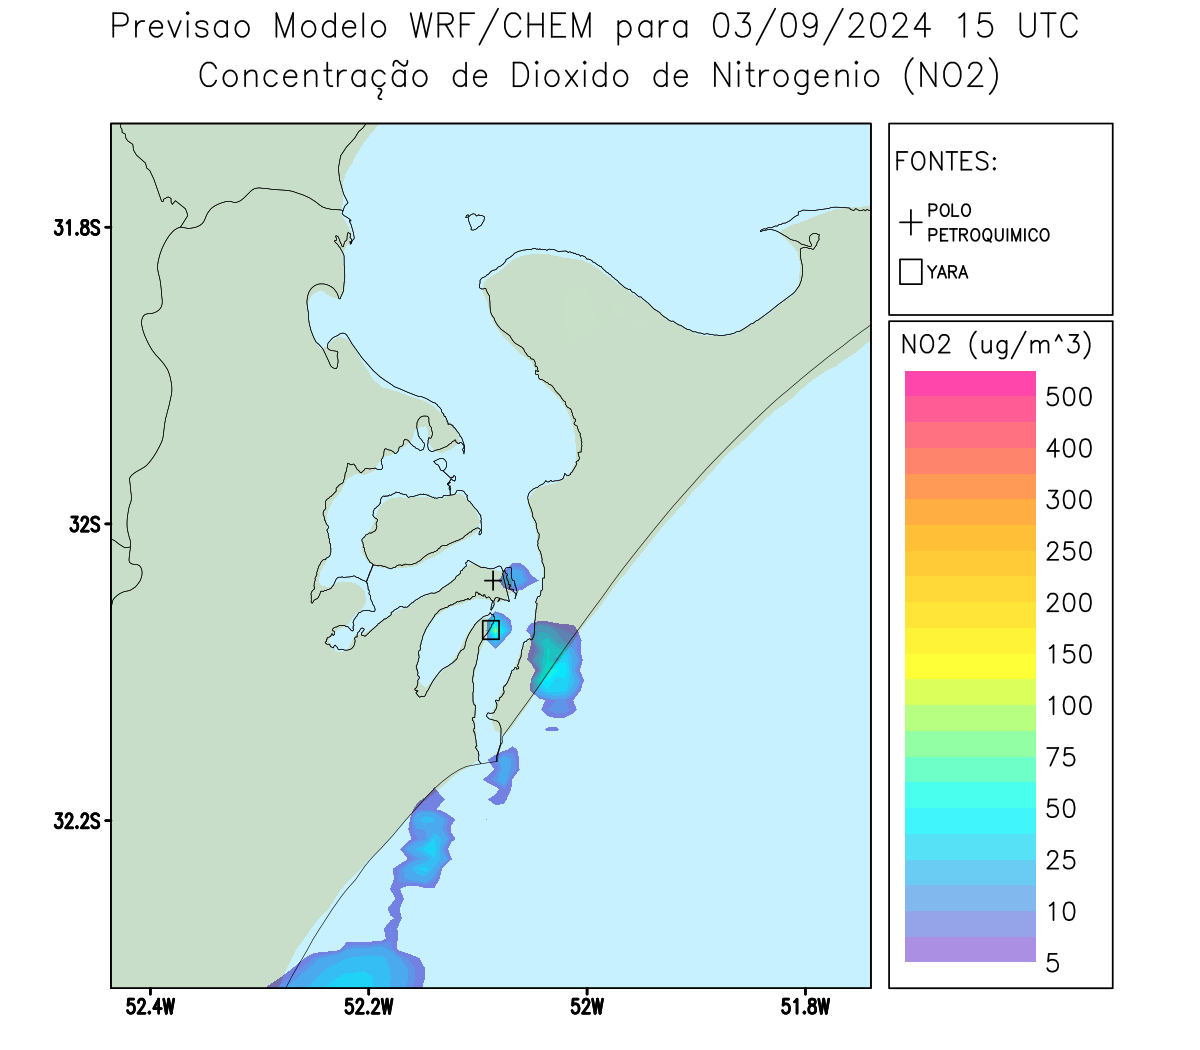 Previsao Modelo WRF/CHEM para 03/09/2024 15 UTC
Concentração de Dioxido de Nitrogenio (NO2)
FONTES:
POLO
PETROQUIMICO
YARA
NO2 (ug/m^3)
500
400
300
250
200
150
100
75
50
25
10
5
31.8S
32S
32.2S
52.4W
52.2W
52W
51.8W